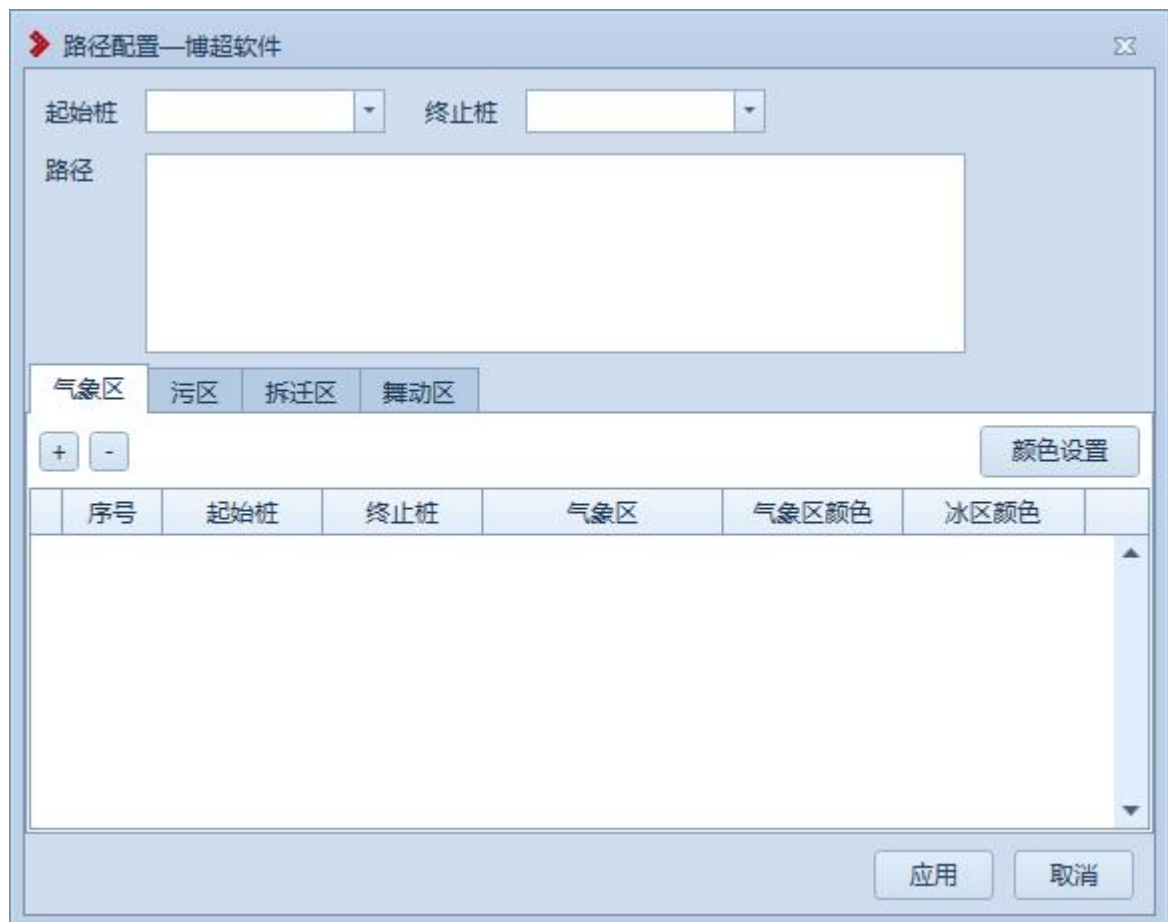 路径配置—博超软件
起始桩 终止桩
路径
气象区 污区 拆迁区 舞动区
+ - 颜色设置
序号 起始桩 终止桩 气象区 气象区颜色 冰区颜色
应用 取消